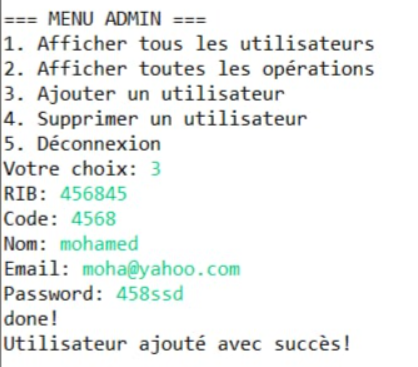 === MENU ADMIN ===
1. Afficher tous les utilisateurs
2. Afficher toutes les opérations
3. Ajouter un utilisateur
4. Supprimer un utilisateur
5. Déconnexion
Votre choix: 3
RIB: 456845
Code: 4568
Nom: mohamed
Email: moha@yahoo.com
Password: 458ssd
done!
Utilisateur ajouté avec succès!